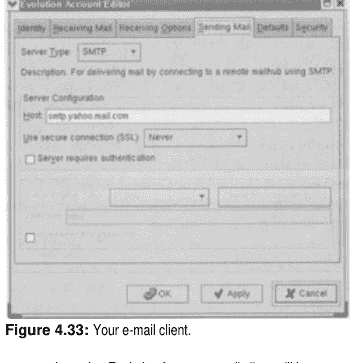 Evolution Account Editor
Identity Receiving Mail Receiving Options Sending Mail Defaults Security
Server Type: SMTP
Description: For delivering mail by connecting to a remote mailhub using SMTP.
Server Configuration
Host: smtp.yahoo.mail.com
Use secure connection (SSL): Never
Server requires authentication
OK Apply Cancel
Figure 4.33: Your e-mail client.